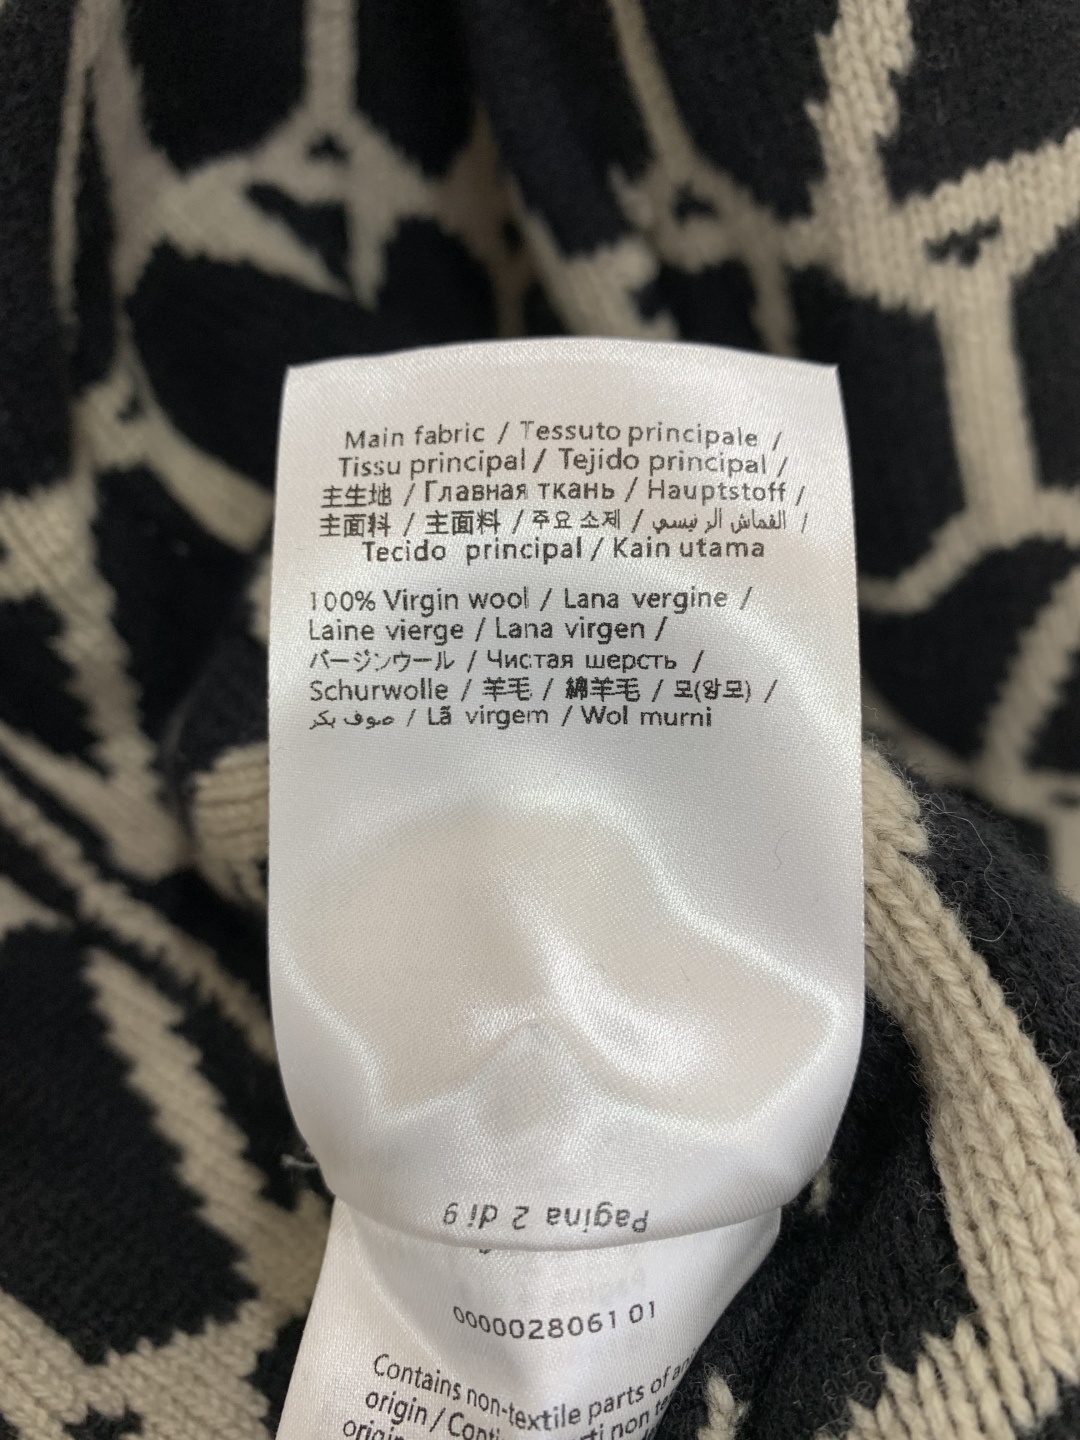 Main fabric / Tessuto principale /
Tissu principal / Tejido principal /
主生地 / Главная ткань / Hauptstoff /
主面料 / 主面料 / 주요 소제 / القماش الرئيسي /
Tecido principal / Kain utama
100% Virgin wool / Lana vergine /
Laine vierge / Lana virgen /
バージンウール / Чистая шерсть /
Schurwolle / 羊毛 / 綿羊毛 / 모(양모) /
صوف بكر / Lã virgem / Wol murni
Pagina 2 di 9
0000028061 01
Contains non-textile parts of
origin /
non